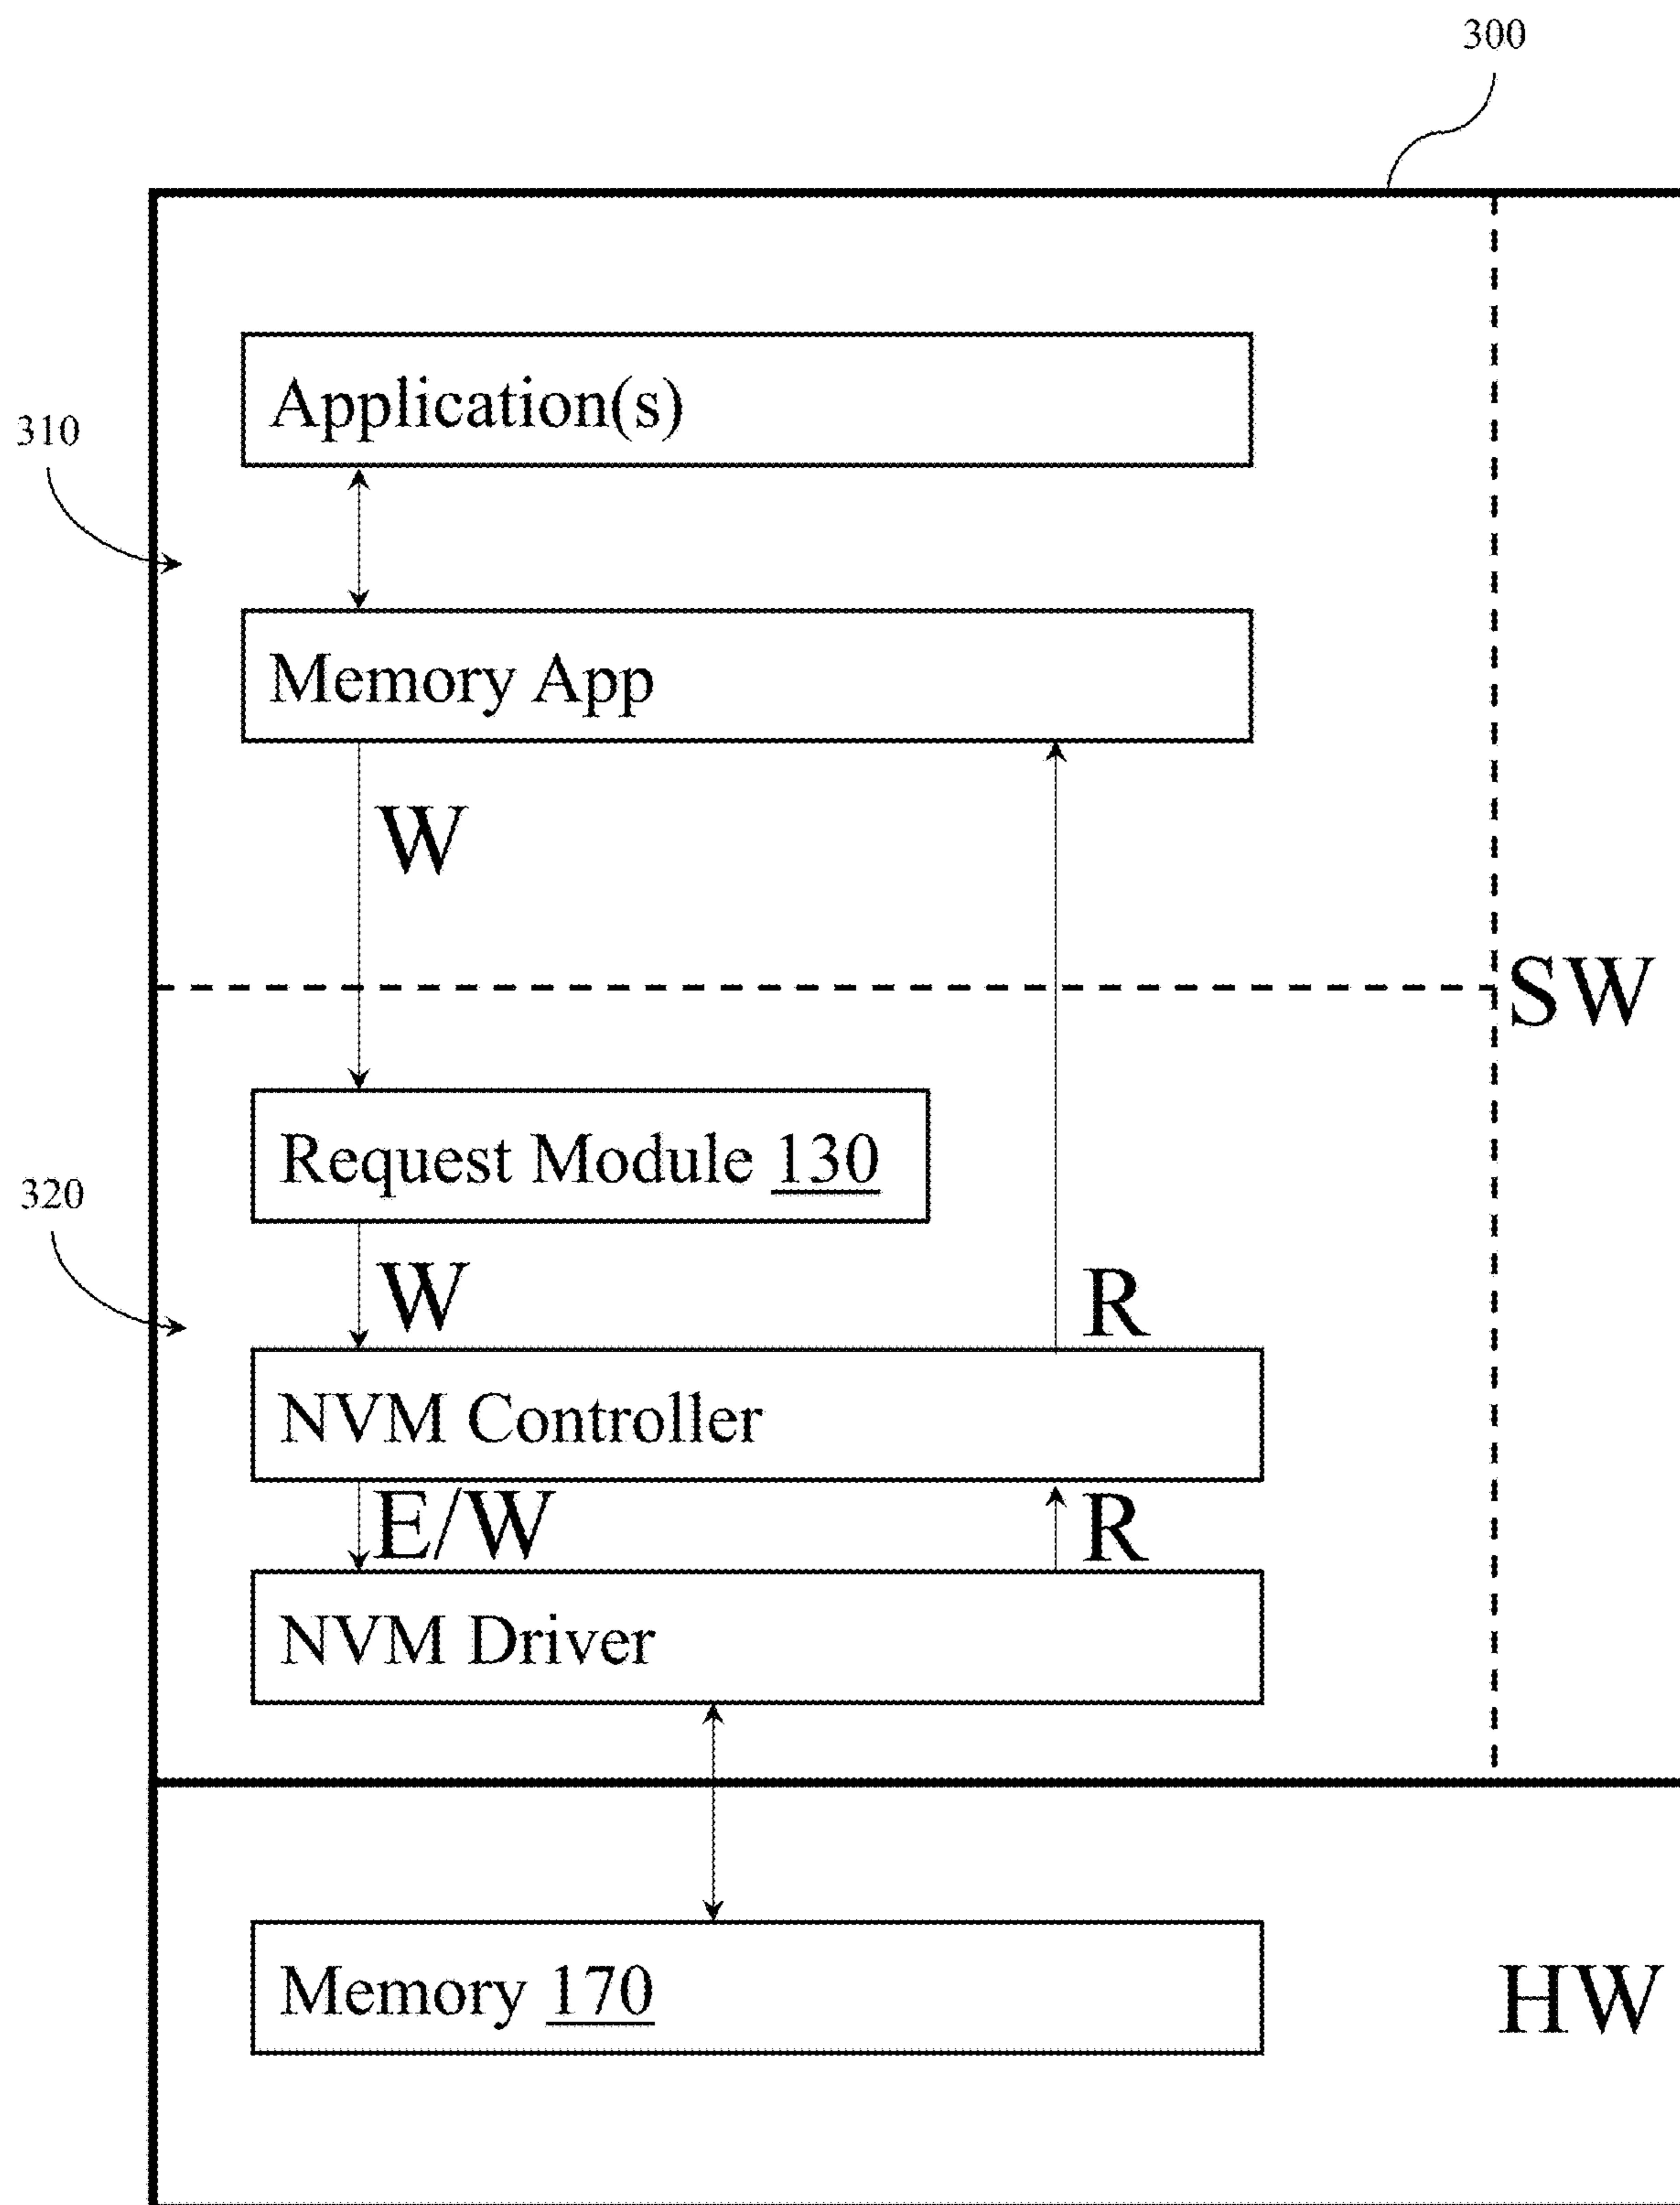 300
Application(s)
310
Memory App
W
SW
Request Module 130
320
W
R
NVM Controller
E/W
R
NVM Driver
Memory 170
HW